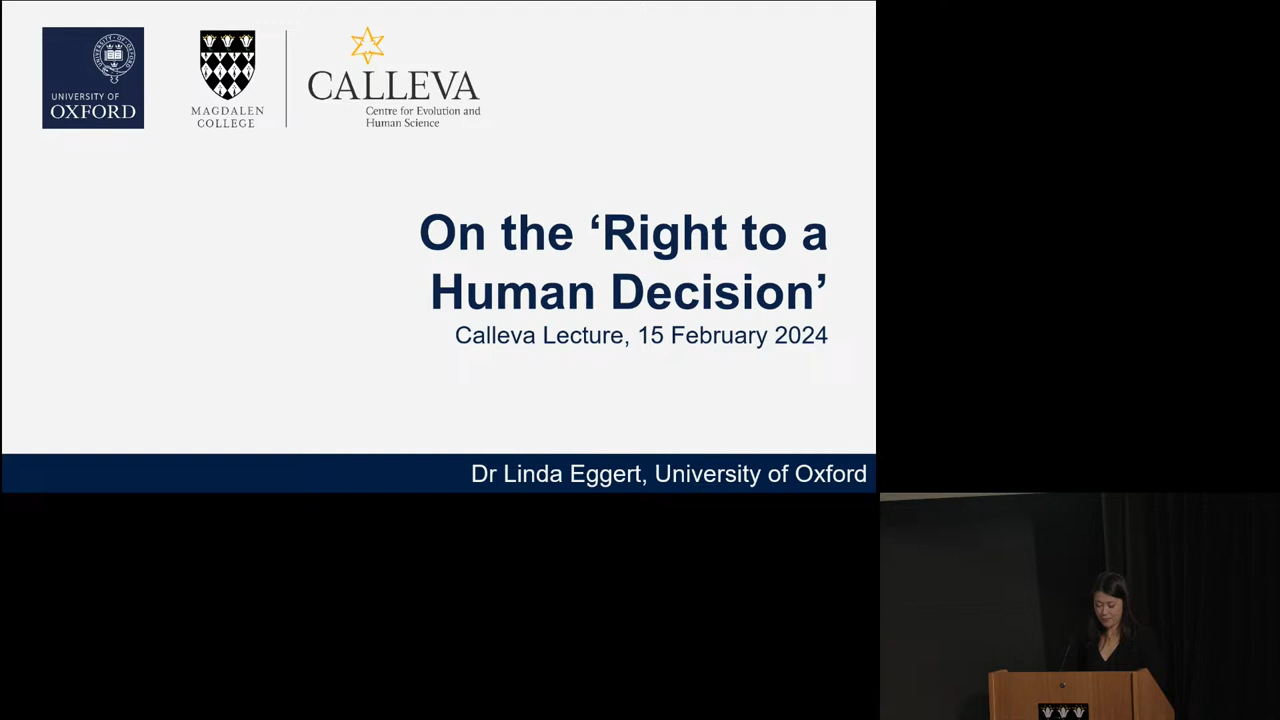 UNIVERSITY OF
OXFORD
MAGDALEN
COLLEGE
CALLEVA
Centre for Evolution and
Human Science
On the ‘Right to a
Human Decision’
Calleva Lecture, 15 February 2024
Dr Linda Eggert, University of Oxford